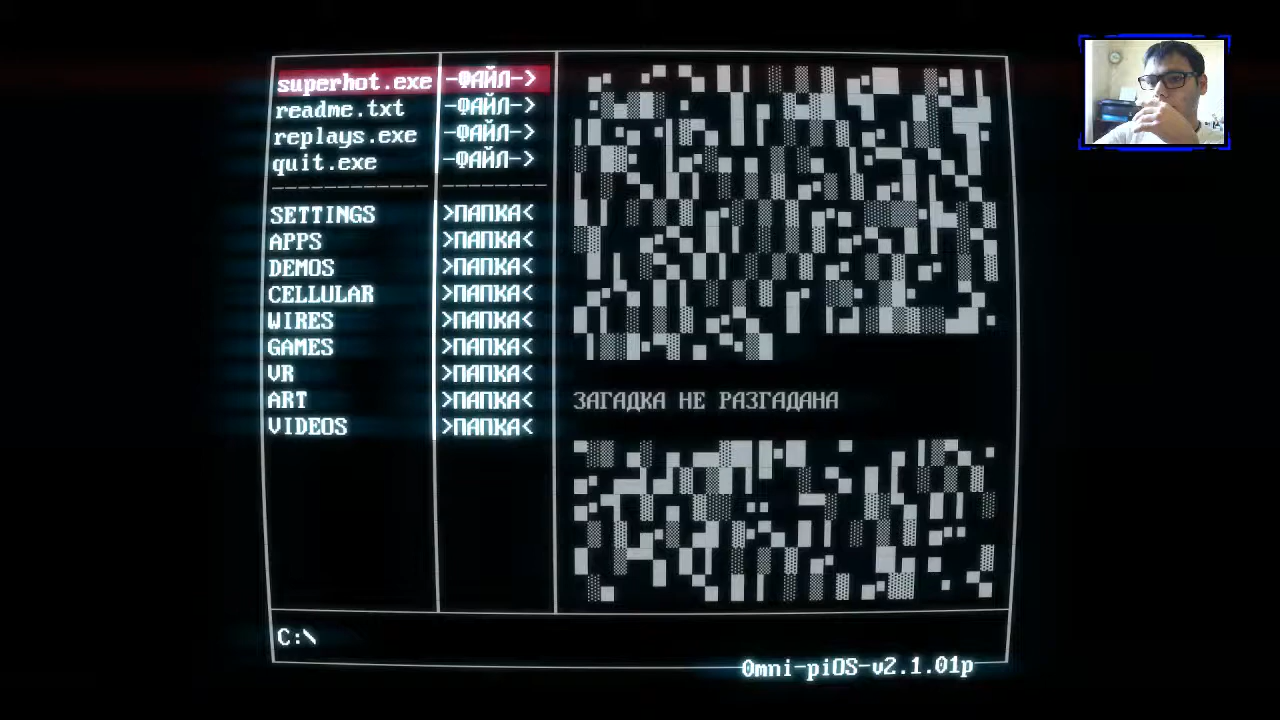 superhot.exe -ФАЙЛ->
readme.txt -ФАЙЛ->
replays.exe -ФАЙЛ->
quit.exe -ФАЙЛ->
SETTINGS >ПАПКА<
APPS >ПАПКА<
DEMOS >ПАПКА<
CELLULAR >ПАПКА<
WIRES >ПАПКА<
GAMES >ПАПКА<
VR >ПАПКА<
ART >ПАПКА<
VIDEOS >ПАПКА<
ЗАГАДКА НЕ РАЗГАДАНА
C:\
0mni-piOS-v2.1.01p